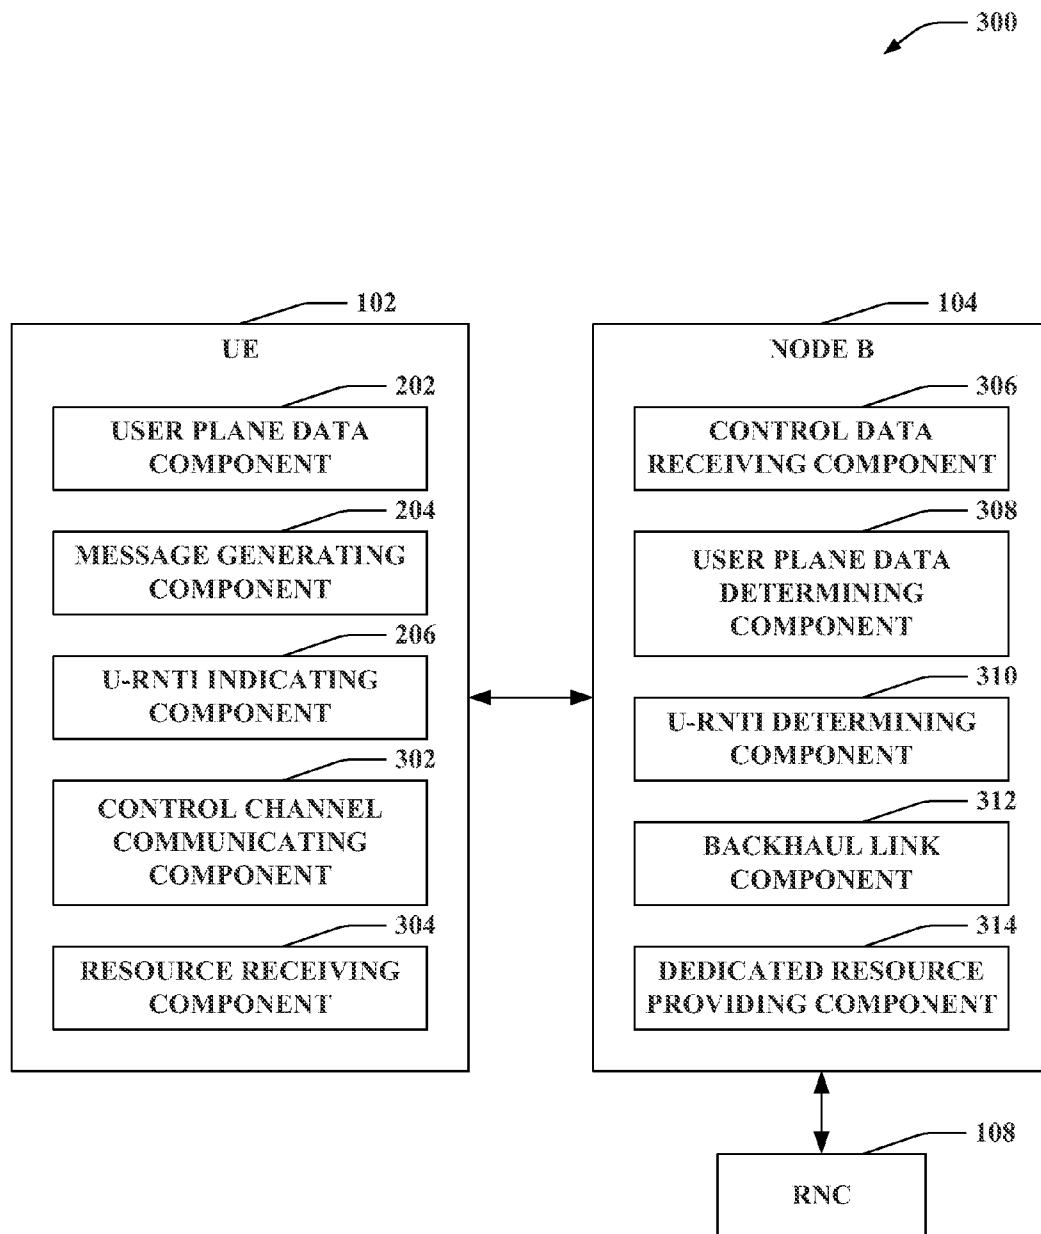 300
102
UE
202
USER PLANE DATA
COMPONENT
204
MESSAGE GENERATING
COMPONENT
206
U-RNTI INDICATING
COMPONENT
302
CONTROL CHANNEL
COMMUNICATING
COMPONENT
304
RESOURCE RECEIVING
COMPONENT
104
NODE B
306
CONTROL DATA
RECEIVING COMPONENT
308
USER PLANE DATA
DETERMINING
COMPONENT
310
U-RNTI DETERMINING
COMPONENT
312
BACKHAUL LINK
COMPONENT
314
DEDICATED RESOURCE
PROVIDING COMPONENT
108
RNC